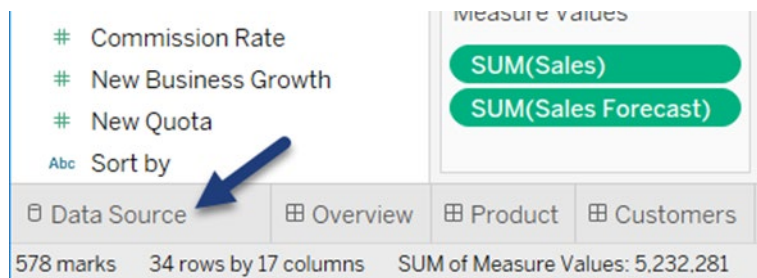 Measure Values
# Commission Rate
SUM(Sales)
# New Business Growth
SUM(Sales Forecast)
# New Quota
Abc Sort by
Data Source Overview Product Customers
578 marks 34 rows by 17 columns SUM of Measure Values: 5,232,281